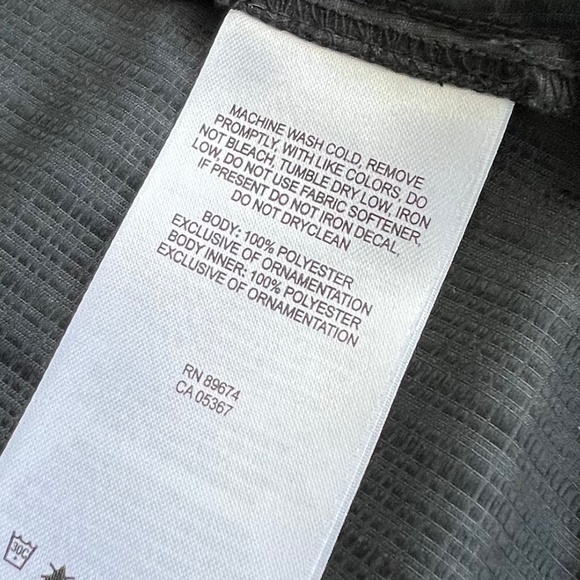 MACHINE WASH COLD, REMOVE
PROMPTLY, WITH LIKE COLORS, DO
NOT BLEACH, TUMBLE DRY LOW, IRON
LOW, DO NOT USE FABRIC SOFTENER,
IF PRESENT DO NOT IRON DECAL,
DO NOT DRYCLEAN
BODY: 100% POLYESTER
EXCLUSIVE OF ORNAMENTATION
BODY INNER: 100% POLYESTER
EXCLUSIVE OF ORNAMENTATION
RN 89674
CA 05367
30C